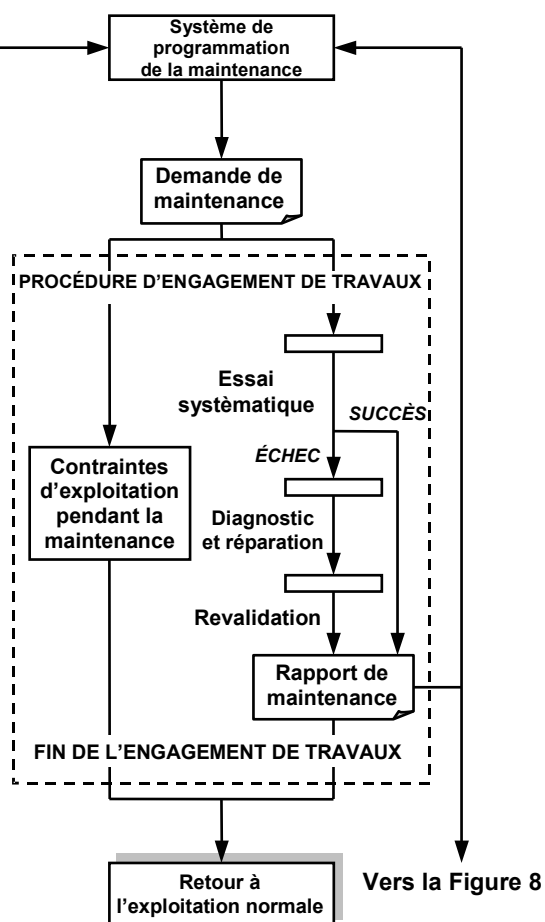 Système de
programmation
de la maintenance
Demande de
maintenance
PROCÉDURE D'ENGAGEMENT DE TRAVAUX
Essai
systèmatique
SUCCÈS
ÉCHEC
Contraintes
d'exploitation
pendant la
maintenance
Diagnostic
et réparation
Revalidation
Rapport de
maintenance
FIN DE L'ENGAGEMENT DE TRAVAUX
Retour à
l'exploitation normale
Vers la Figure 8